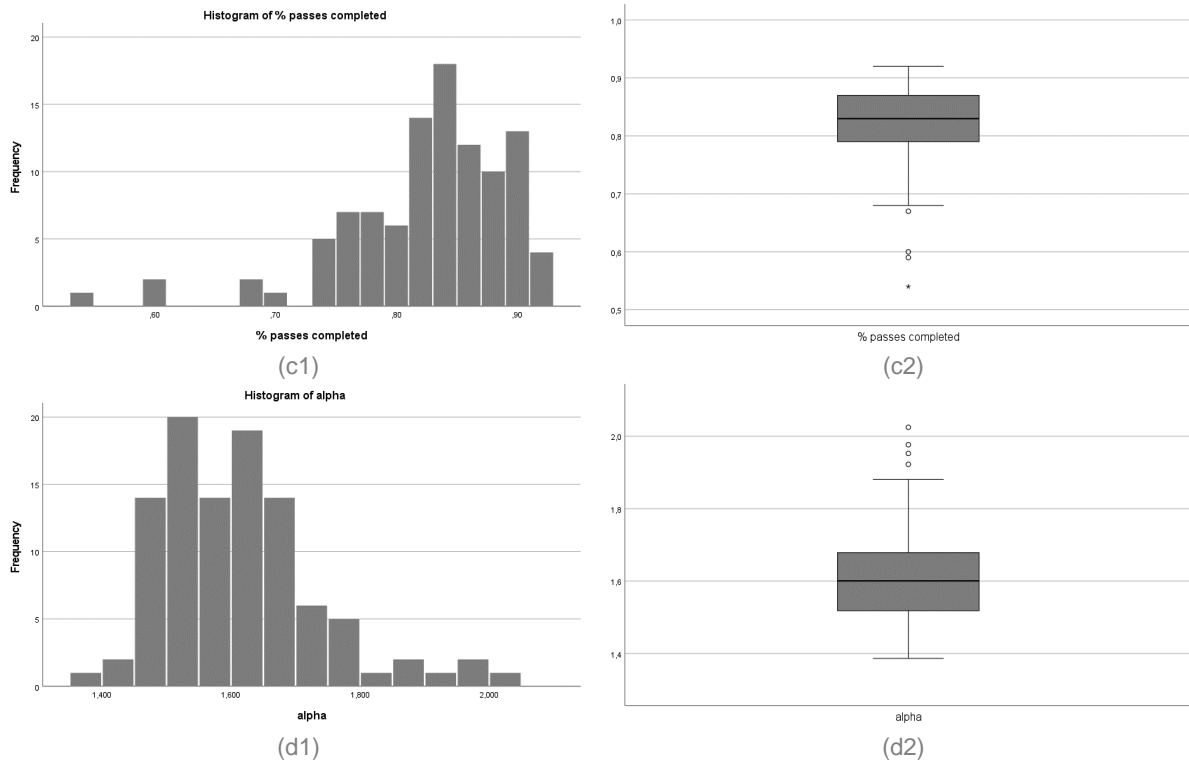 Histogram of % passes completed
20
15
10
5
0
Frequency
,60
,70
,80
,90
% passes completed
(c1)
1,0
0,9
0,8
0,7
0,6
0,5
*
% passes completed
(c2)
Histogram of alpha
20
15
10
5
0
Frequency
1,400
1,600
1,800
2,000
alpha
(d1)
2,0
1,8
1,6
1,4
alpha
(d2)